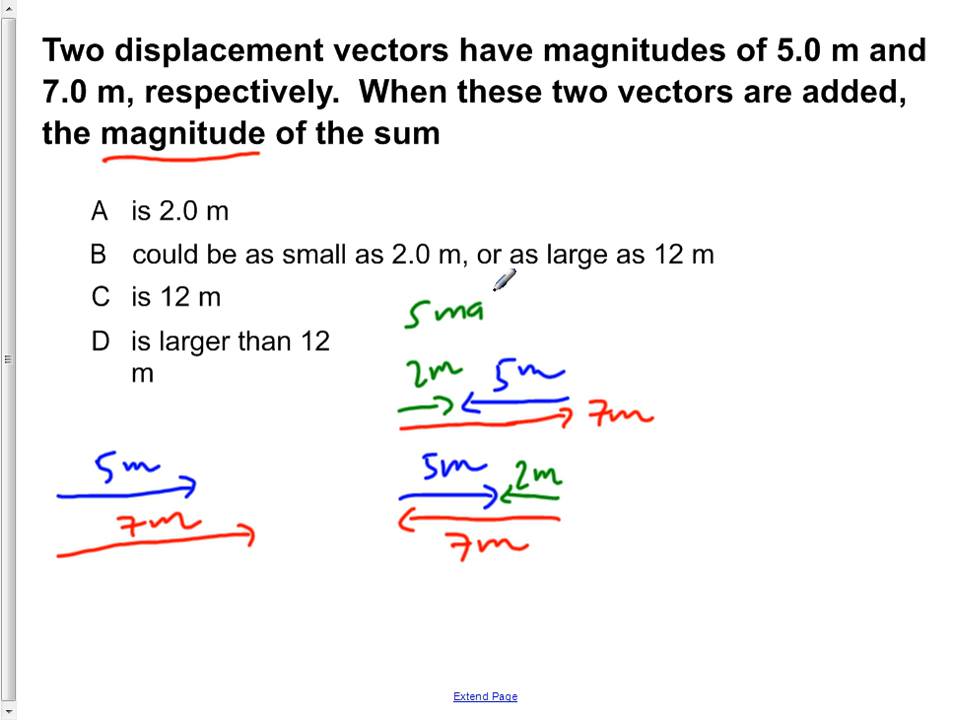 Two displacement vectors have magnitudes of 5.0 m and
7.0 m, respectively. When these two vectors are added,
the magnitude of the sum
A is 2.0 m
B could be as small as 2.0 m, or as large as 12 m
C is 12 m
D is larger than 12
m
sma
2m 5m
7m
5m 5m 2m
7m
7m
Extend Page